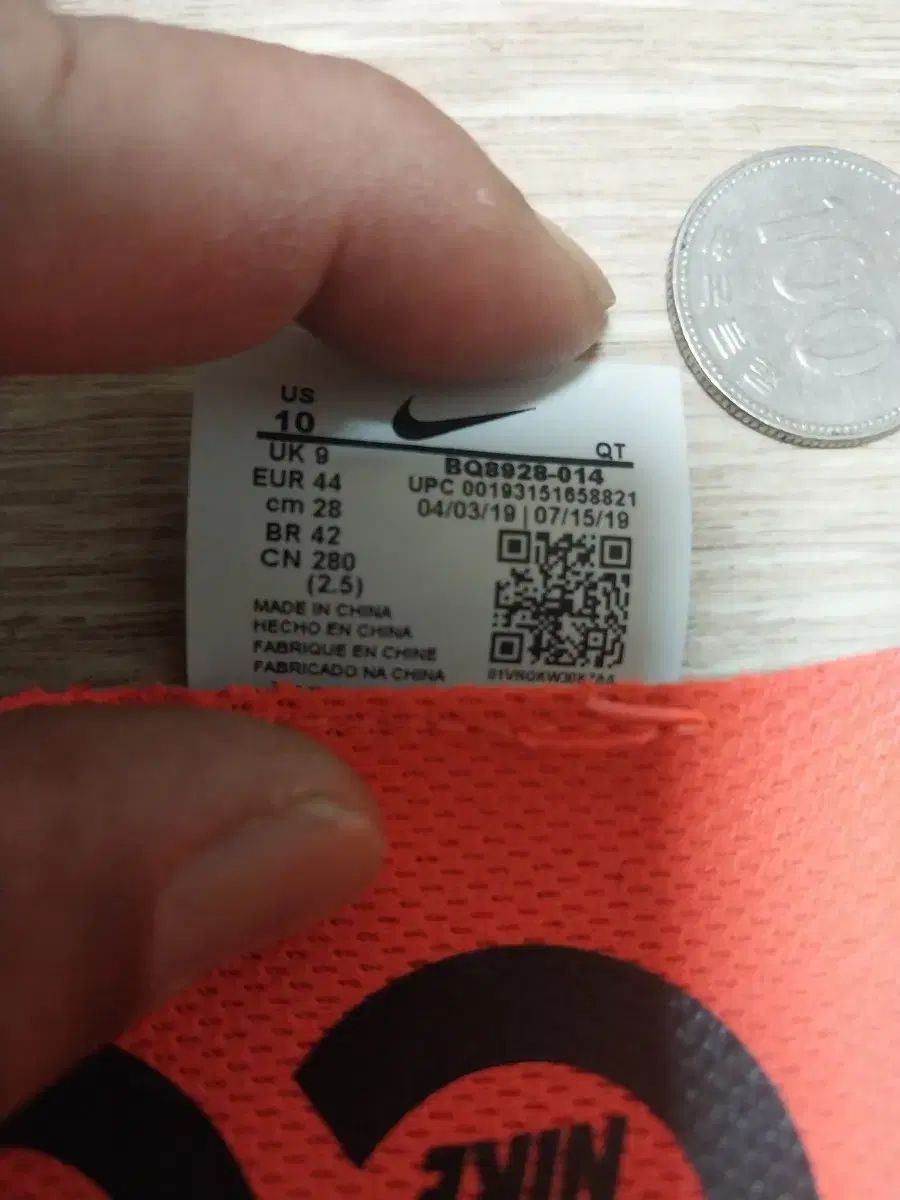 US
10
UK 9
EUR 44
cm 28
BR 42
CN 280
(2.5)
MADE IN CHINA
HECHO EN CHINA
FABRIQUE EN CHINE
FABRICADO NA CHINA
QT
BQ8928-014
UPC 00193151658821
04/03/19 | 07/15/19
100
NIKE